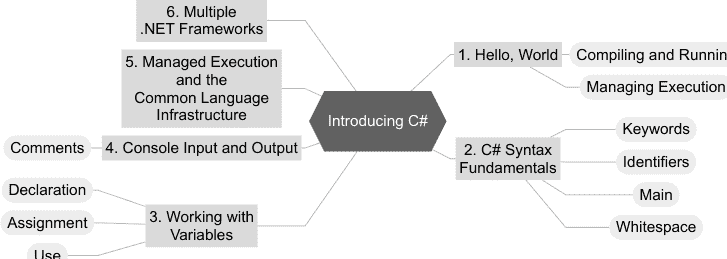 6. Multiple
.NET Frameworks
5. Managed Execution
and the
Common Language
Infrastructure
Comments
4. Console Input and Output
Declaration
Assignment
Use
3. Working with
Variables
Introducing C#
1. Hello, World
Compiling and Runnin
Managing Execution
2. C# Syntax
Fundamentals
Keywords
Identifiers
Main
Whitespace